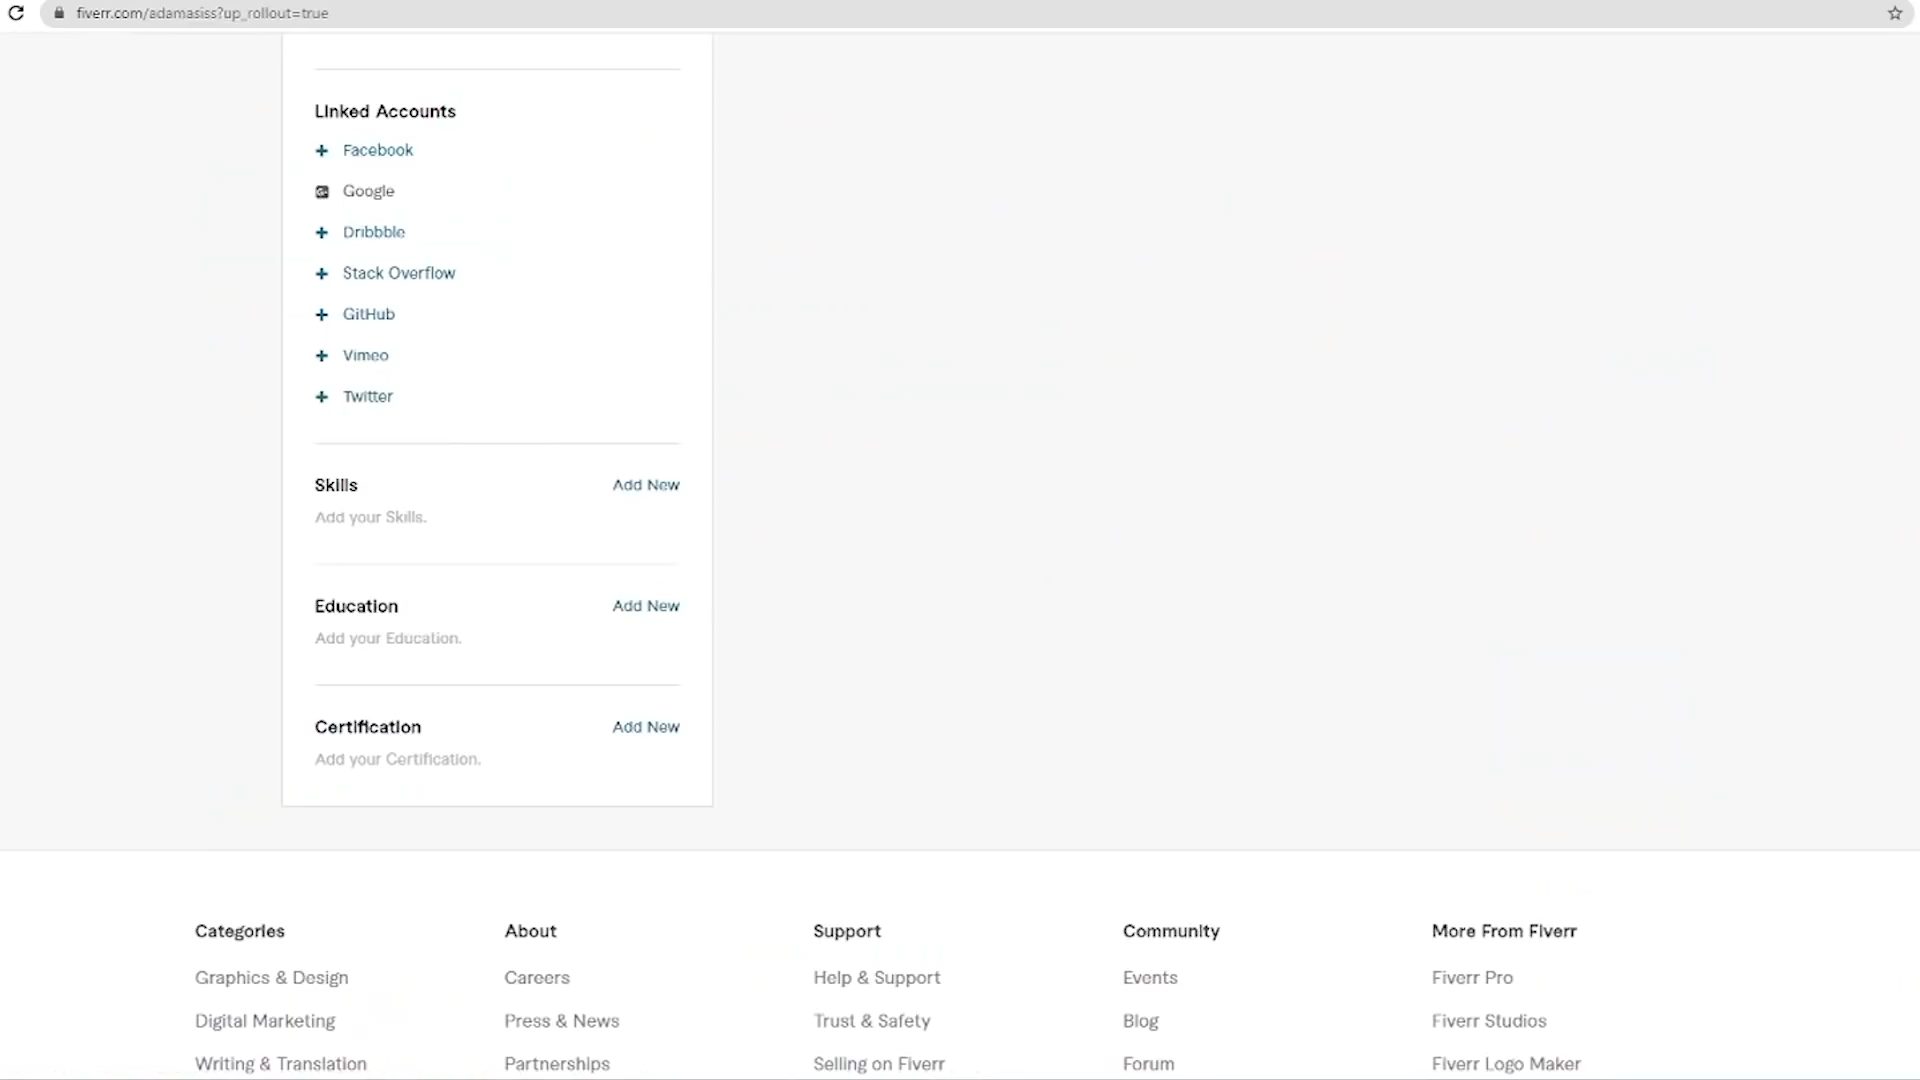 fiverr.com/adamasiss?up_rollout=true
Linked Accounts
Facebook
Google
Dribbble
Stack Overflow
GitHub
Vimeo
Twitter
Skills
Add New
Add your Skills.
Education
Add New
Add your Education.
Certification
Add New
Add your Certification.
Categories
Graphics & Design
Digital Marketing
Writing & Translation
About
Careers
Press & News
Partnerships
Support
Help & Support
Trust & Safety
Selling on Fiverr
Community
Events
Blog
Forum
More From Fiverr
Fiverr Pro
Fiverr Studios
Fiverr Logo Maker